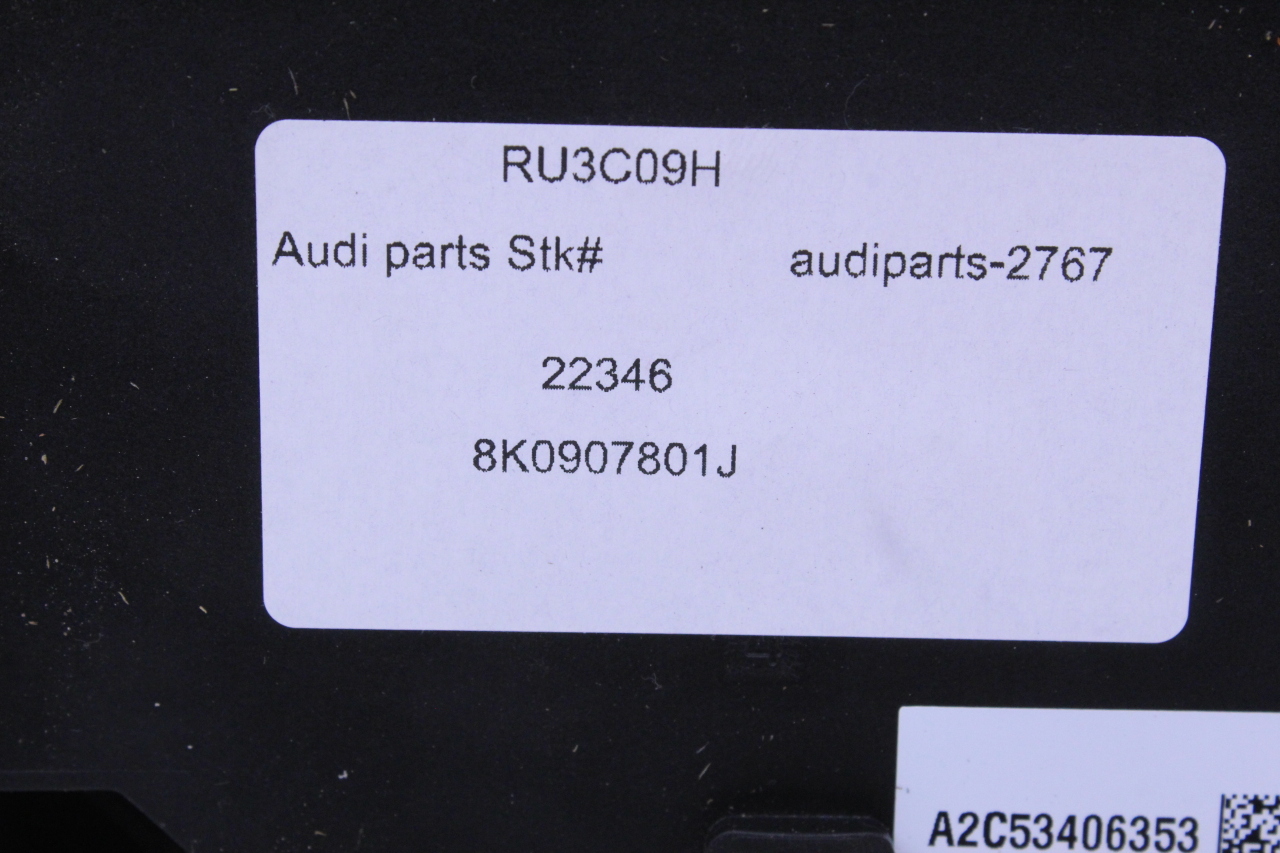 RU3C09H
Audi parts Stk# audiparts-2767
22346
8K0907801J
A2C53406353